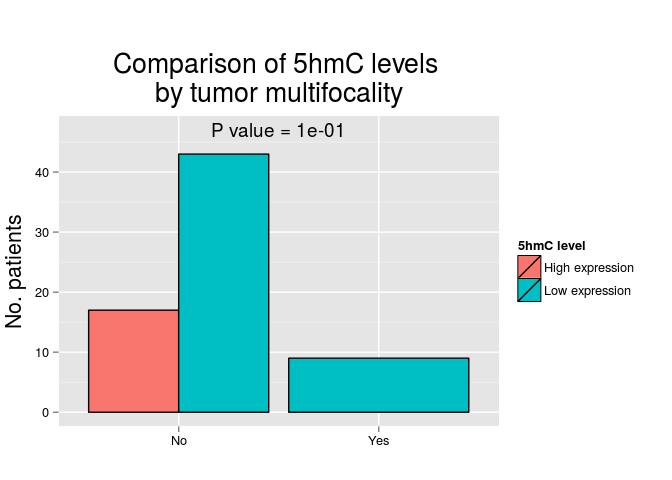 Comparison of 5hmC levels
by tumor multifocality
P value = 1e-01
No. patients
40
30
20
10
0
No
Yes
5hmC level
High expression
Low expression